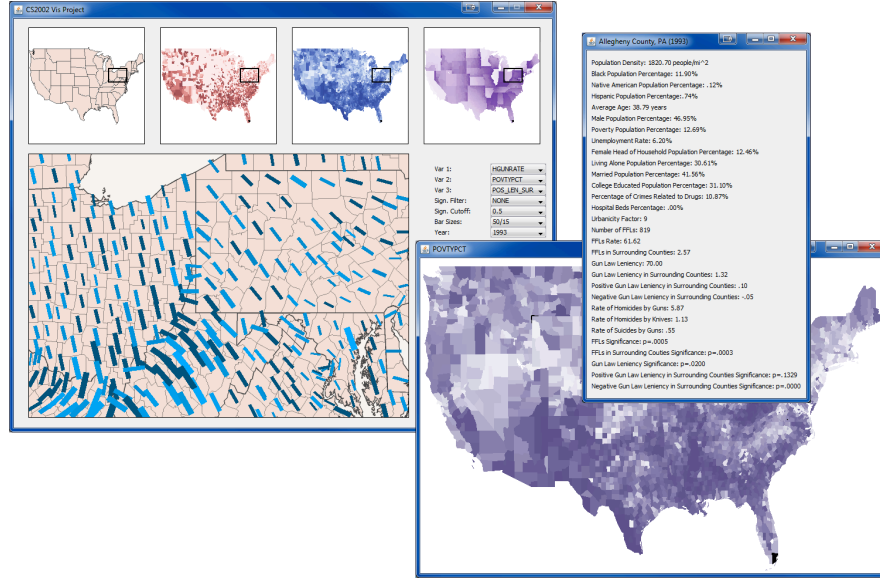 CS2002 Vis Project
Var 1: HGUNRATE
Var 2: POVTYPCT
Var 3: POS_LEN_SUR
Sign. Filter: NONE
Sign. Cutoff: 0.5
Bar Sizes: 50/15
Year: 1993
Allegheny County, PA (1993)
Population Density: 1820.70 people/mi^2
Black Population Percentage: 11.90%
Native American Population Percentage: .12%
Hispanic Population Percentage:.74%
Average Age: 38.79 years
Male Population Percentage: 46.95%
Poverty Population Percentage: 12.69%
Unemployment Rate: 6.20%
Female Head of Household Population Percentage: 12.46%
Living Alone Population Percentage: 30.61%
Married Population Percentage: 41.56%
College Educated Population Percentage: 31.10%
Percentage of Crimes Related to Drugs: 10.87%
Hospital Beds Percentage: .00%
Urbanicity Factor: 9
Number of FFLs: 819
FFLs Rate: 61.62
FFLs in Surrounding Counties: 2.57
Gun Law Leniency: 70.00
Gun Law Leniency in Surrounding Counties: 1.32
Positive Gun Law Leniency in Surrounding Counties: .10
Negative Gun Law Leniency in Surrounding Counties: -.05
Rate of Homicides by Guns: 5.87
Rate of Homicides by Knives: 1.13
Rate of Suicides by Guns: .55
FFLs Significance: p=.0005
FFLs in Surrounding Couties Significance: p=.0003
Gun Law Leniency Significance: p=.0200
Positive Gun Law Leniency in Surrounding Counties Significance: p=.1329
Negative Gun Law Leniency in Surrounding Counties Significance: p=.0000
POVTYPCT